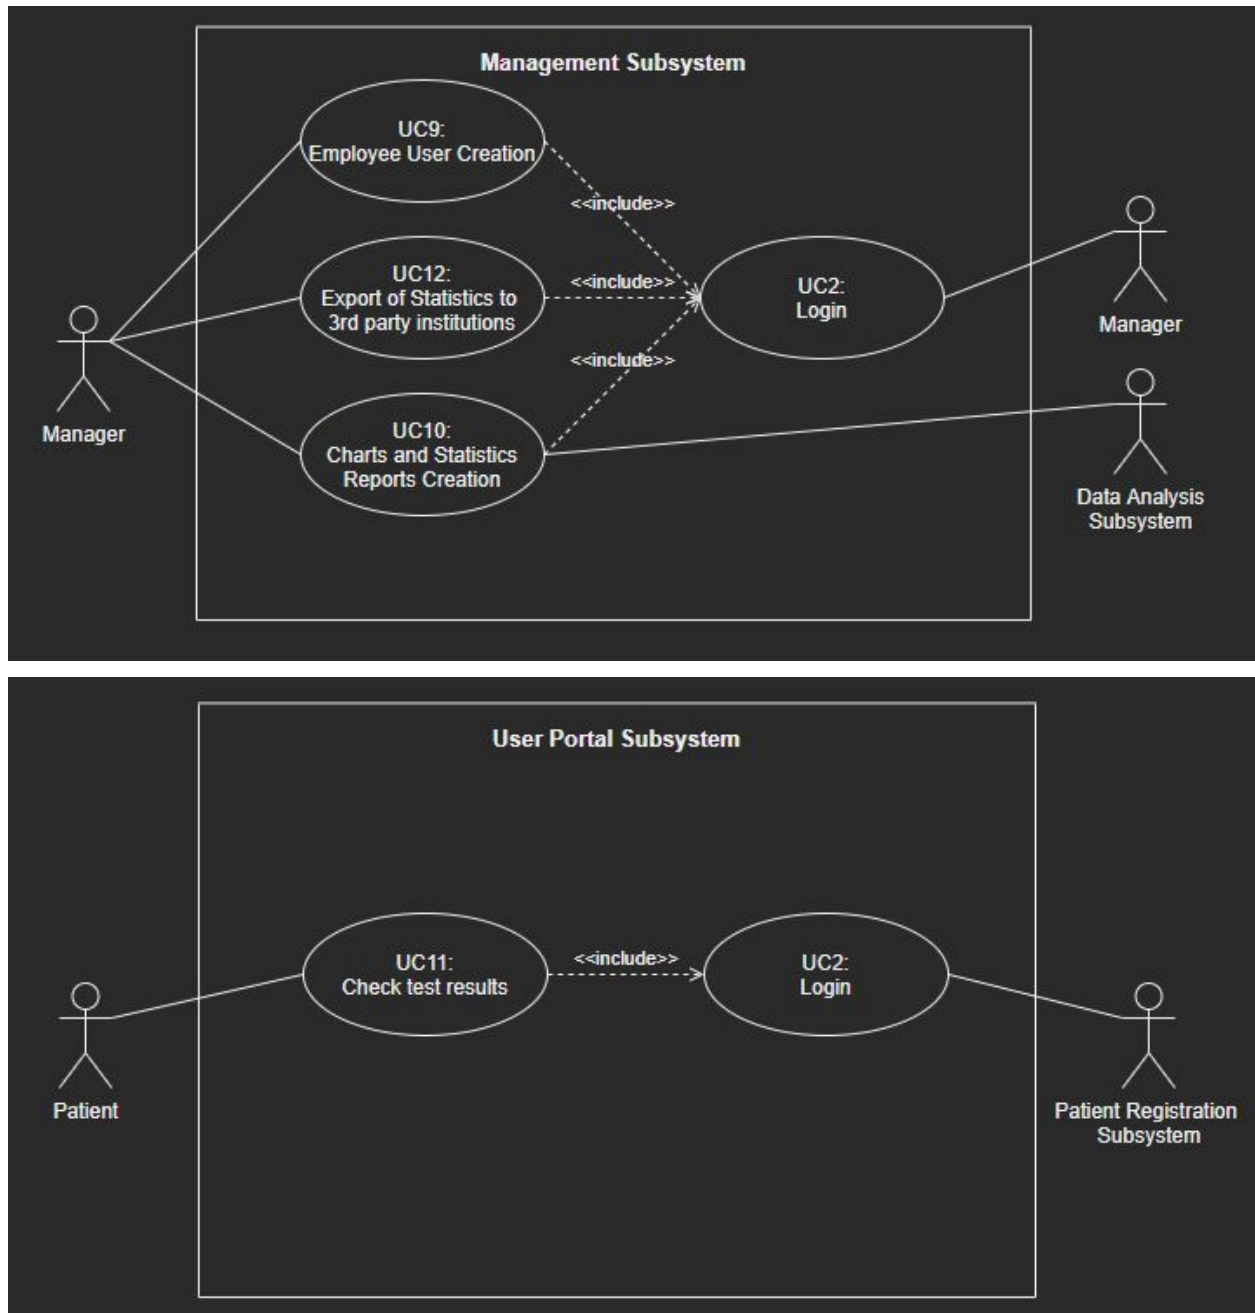 Management Subsystem
UC9:
Employee User Creation
<<include>>
UC12:
Export of Statistics to
3rd party institutions
<<include>>
UC2:
Login
Manager
<<include>>
Manager
UC10:
Charts and Statistics
Reports Creation
Data Analysis
Subsystem
User Portal Subsystem
UC11:
Check test results
<<include>>
UC2:
Login
Patient
Patient Registration
Subsystem